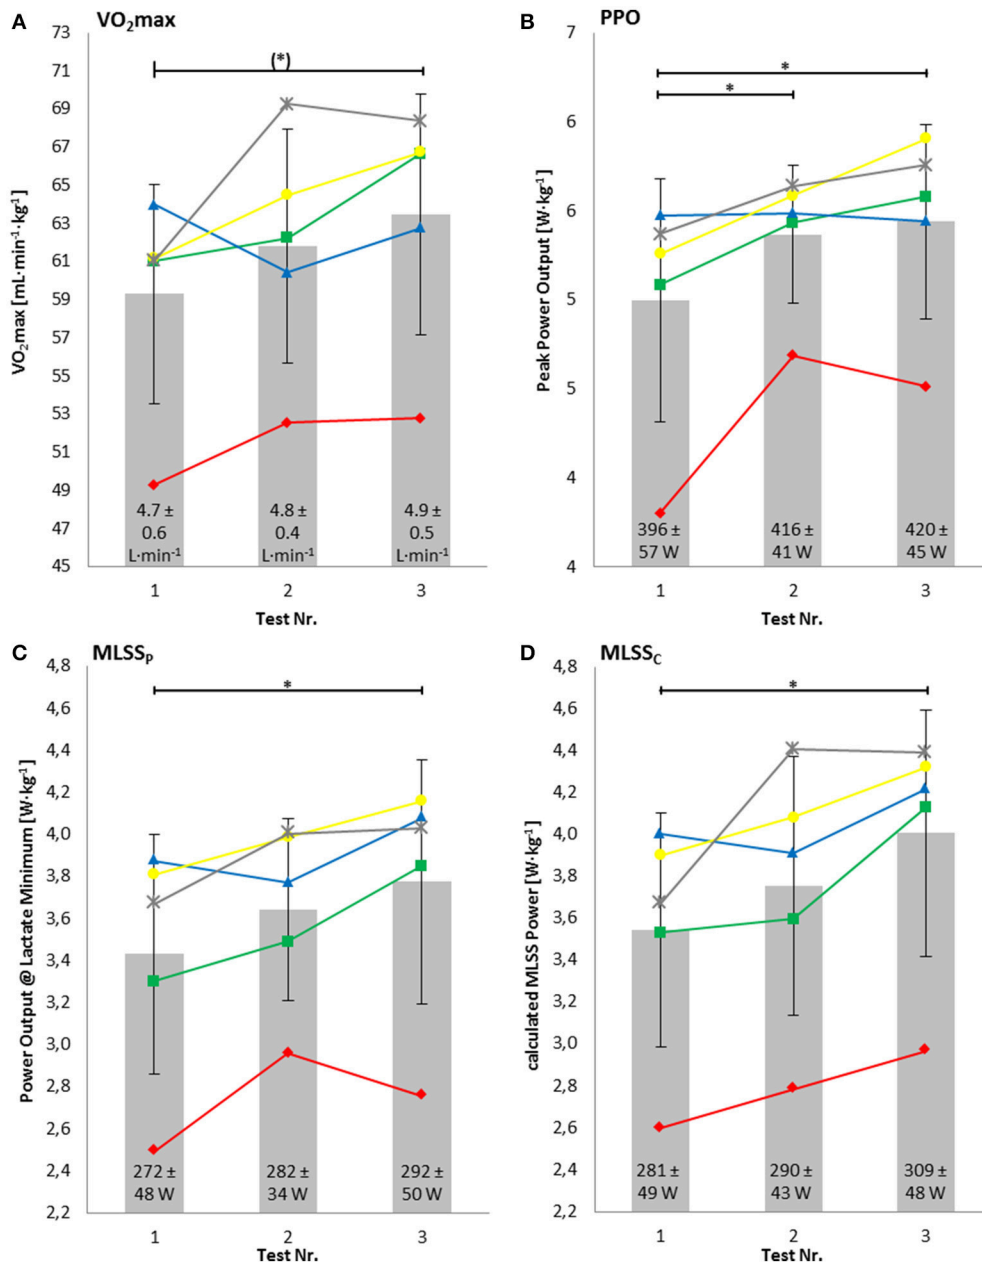 A
VO₂max
73
71
69
67
65
63
61
59
57
55
53
51
49
47
45
VO₂max [mL·min⁻¹·kg⁻¹]
(*)
4.7 ±
0.6
L·min⁻¹
4.8 ±
0.4
L·min⁻¹
4.9 ±
0.5
L·min⁻¹
1
2
3
Test Nr.
B
PPO
7
6
6
5
5
4
4
Peak Power Output [W·kg⁻¹]
*
*
396 ±
57 W
416 ±
41 W
420 ±
45 W
1
2
3
Test Nr.
C
MLSSₚ
4,8
4,6
4,4
4,2
4,0
3,8
3,6
3,4
3,2
3,0
2,8
2,6
2,4
2,2
Power Output @ Lactate Minimum [W·kg⁻¹]
*
272 ±
48 W
282 ±
34 W
292 ±
50 W
1
2
3
Test Nr.
D
MLSS_C
4,8
4,6
4,4
4,2
4,0
3,8
3,6
3,4
3,2
3,0
2,8
2,6
2,4
2,2
calculated MLSS Power [W·kg⁻¹]
*
281 ±
49 W
290 ±
43 W
309 ±
48 W
1
2
3
Test Nr.